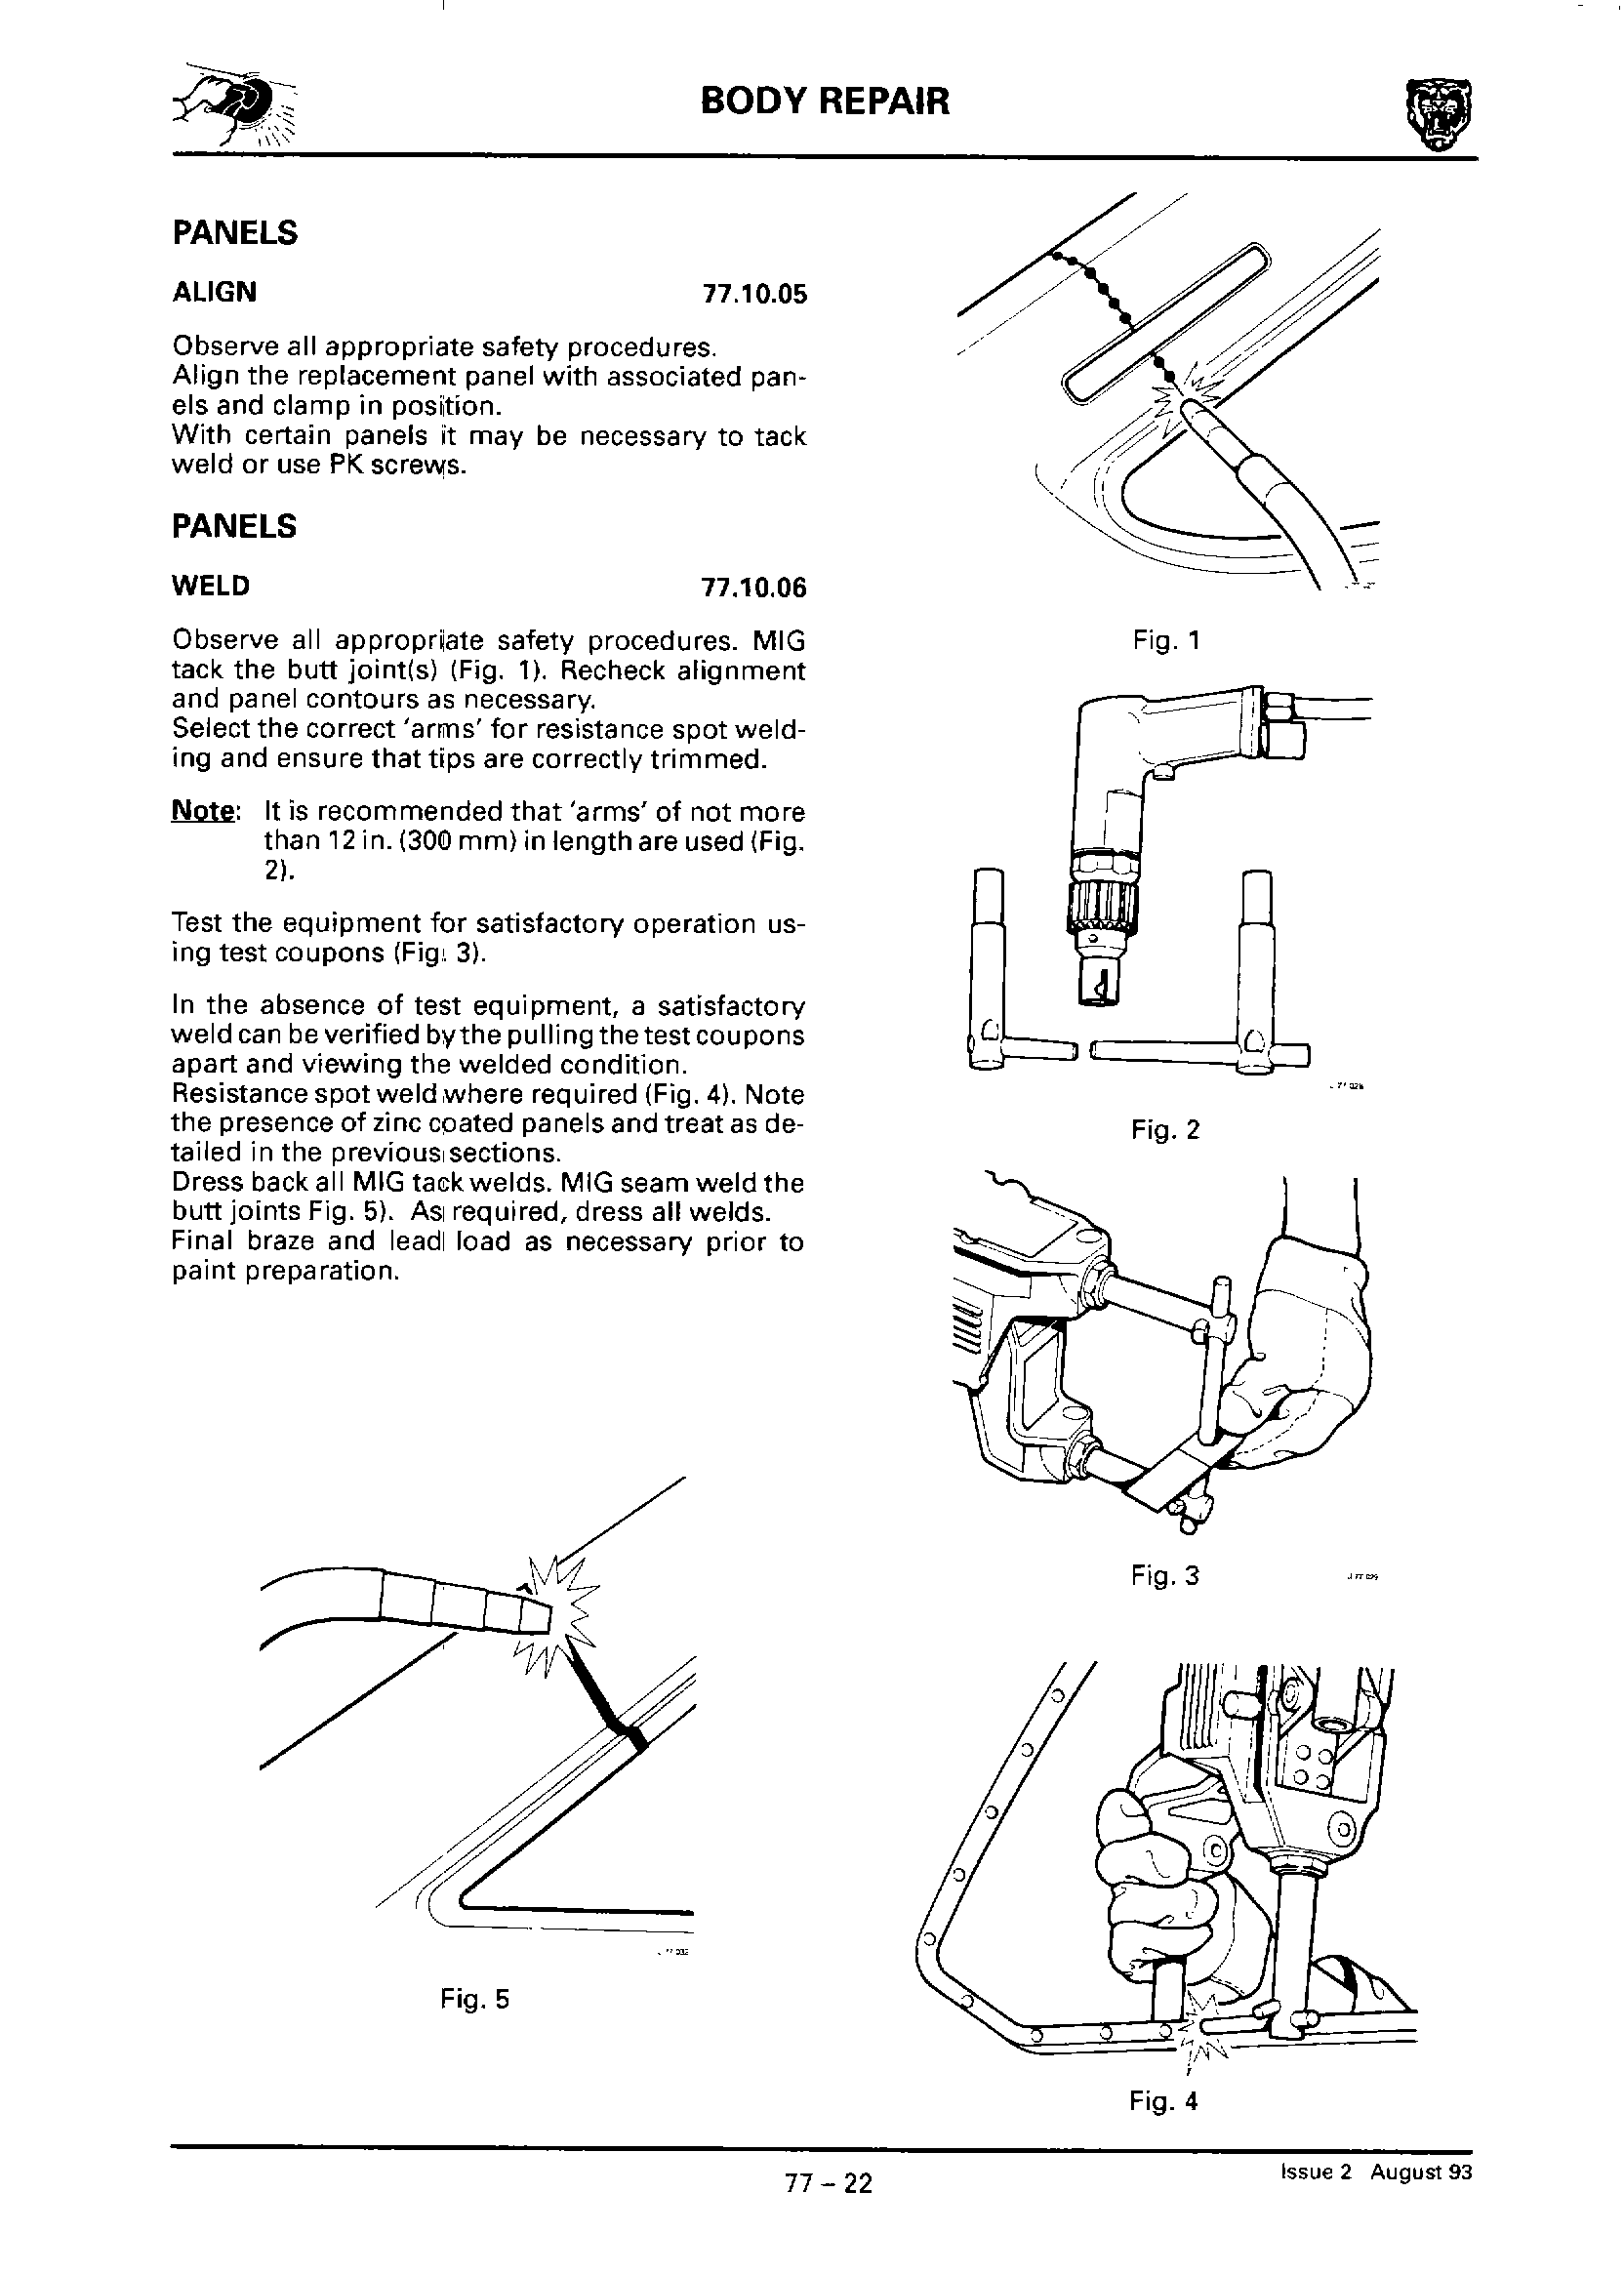 BODY REPAIR
PANELS
ALIGN 77.10.05
Observe all appropriate safety procedures.
Align the replacement panel with associated pan-
els and clamp in position.
With certain panels it may be necessary to tack
weld or use PK screws.
PANELS
WELD 77.10.06
Observe all appropriate safety procedures. MIG
tack the butt joint(s) (Fig. 1). Recheck alignment
and panel contours as necessary.
Select the correct 'arms' for resistance spot weld-
ing and ensure that tips are correctly trimmed.
Note: It is recommended that 'arms' of not more
than 12 in. (300 mm) in length are used (Fig.
2).
Test the equipment for satisfactory operation us-
ing test coupons (Fig. 3).
In the absence of test equipment, a satisfactory
weld can be verified by the pulling the test coupons
apart and viewing the welded condition.
Resistance spot weld where required (Fig. 4). Note
the presence of zinc coated panels and treat as de-
tailed in the previous sections.
Dress back all MIG tack welds. MIG seam weld the
butt joints Fig. 5). As required, dress all welds.
Final braze and lead load as necessary prior to
paint preparation.
Fig. 1
Fig. 2
Fig. 3
Fig. 5
Fig. 4
77 – 22
Issue 2 August 93